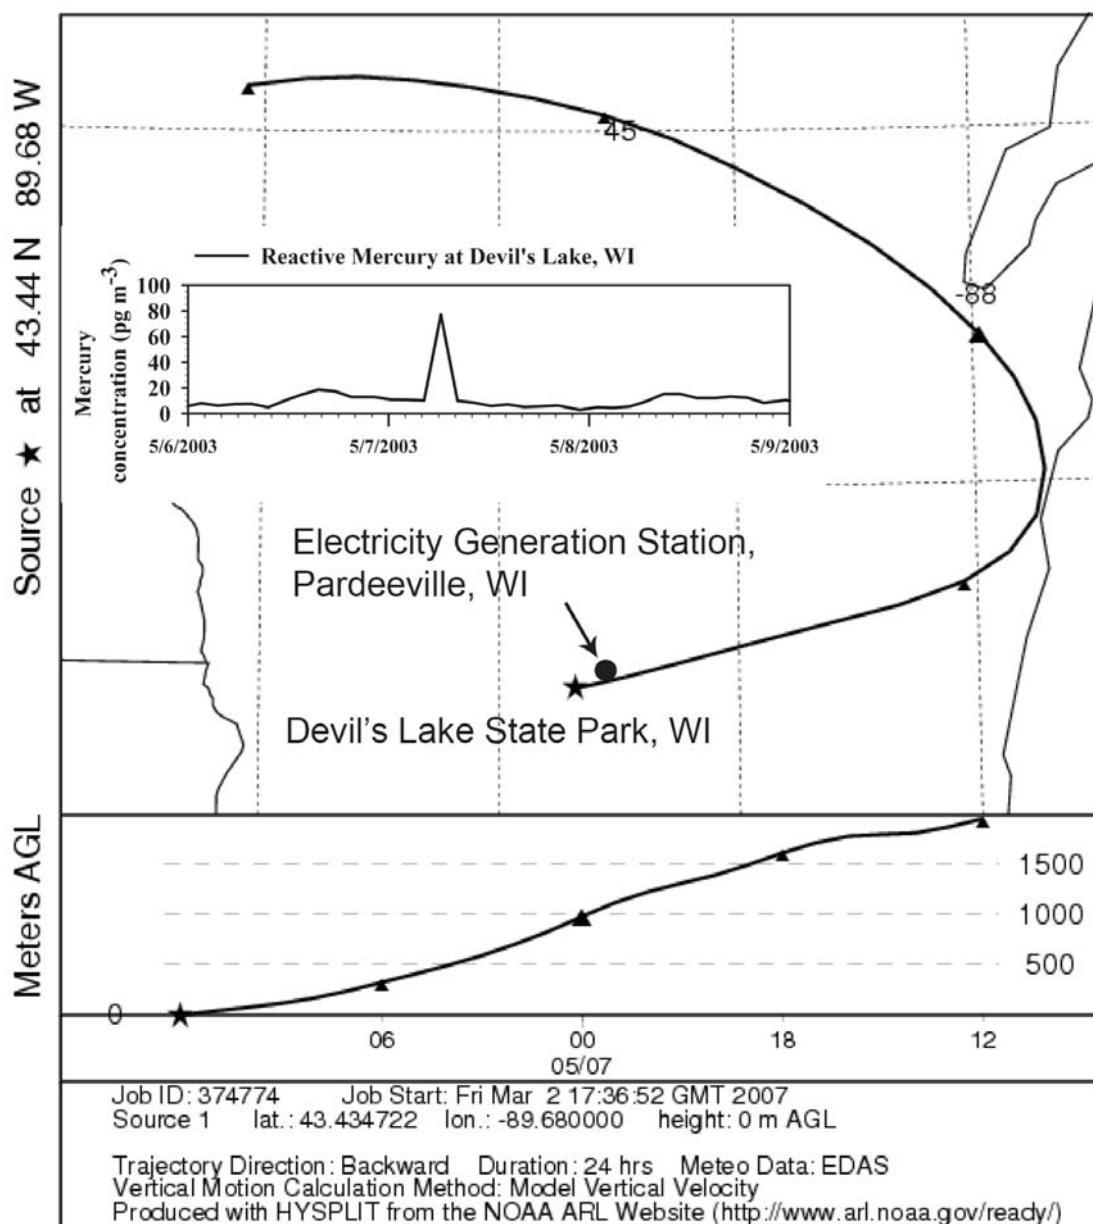 Source ★ at 43.44 N 89.68 W
45
Reactive Mercury at Devil's Lake, WI
-88
Mercury
concentration (pg m-3)
100
80
60
40
20
0
5/6/2003 5/7/2003 5/8/2003 5/9/2003
Electricity Generation Station,
Pardeeville, WI
Devil's Lake State Park, WI
Meters AGL
1500
1000
500
0
06 00 18 12
05/07
Job ID: 374774 Job Start: Fri Mar 2 17:36:52 GMT 2007
Source 1 lat.: 43.434722 lon.: -89.680000 height: 0 m AGL
Trajectory Direction: Backward Duration: 24 hrs Meteo Data: EDAS
Vertical Motion Calculation Method: Model Vertical Velocity
Produced with HYSPLIT from the NOAA ARL Website (http://www.arl.noaa.gov/ready/)